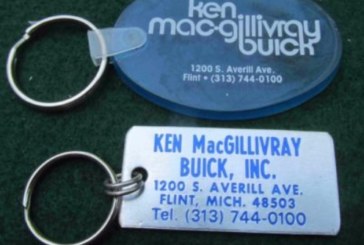 ken
mac-gillivray
buick
1200 S. Averill Ave.
Flint • (313) 744-0100
KEN MacGILLIVRAY
BUICK, INC.
1200 S. AVERILL AVE.
FLINT, MICH. 48503
Tel. (313) 744-0100